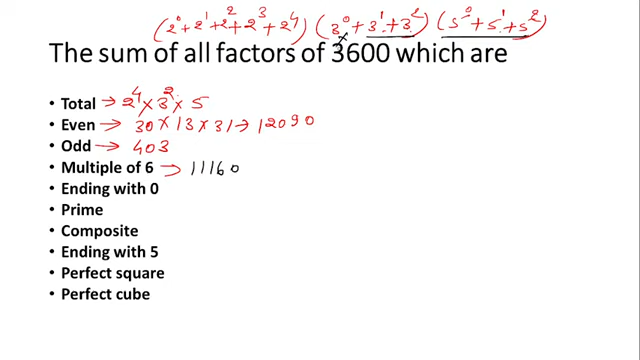 (2⁰+2¹+2²+2³+2⁴) (3⁰+3¹+3²) (5⁰+5¹+5²)
The sum of all factors of 3600 which are
• Total → 2⁴ × 3² × 5
• Even → 30 × 13 × 31 → 12090
• Odd → 403
• Multiple of 6 → 11160
• Ending with 0
• Prime
• Composite
• Ending with 5
• Perfect square
• Perfect cube